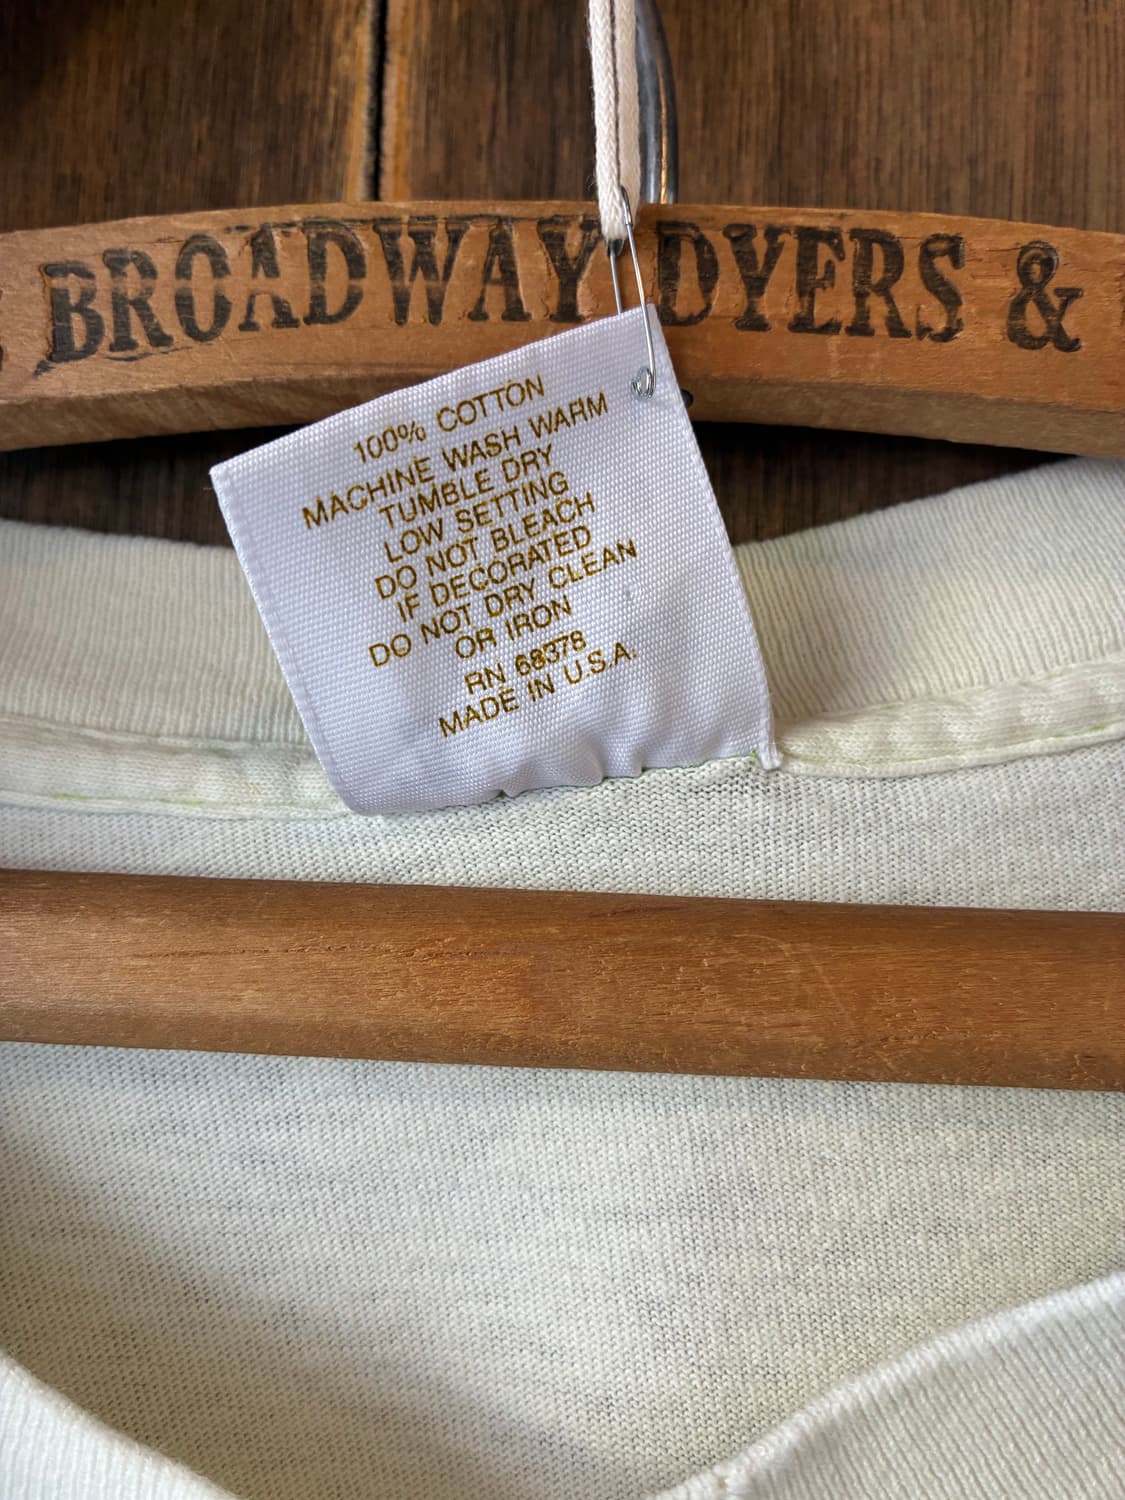 BROADWAY DYERS &
100% COTTON
MACHINE WASH WARM
TUMBLE DRY
LOW SETTING
DO NOT BLEACH
IF DECORATED
DO NOT DRY CLEAN
OR IRON
RN 68378
MADE IN U.S.A.